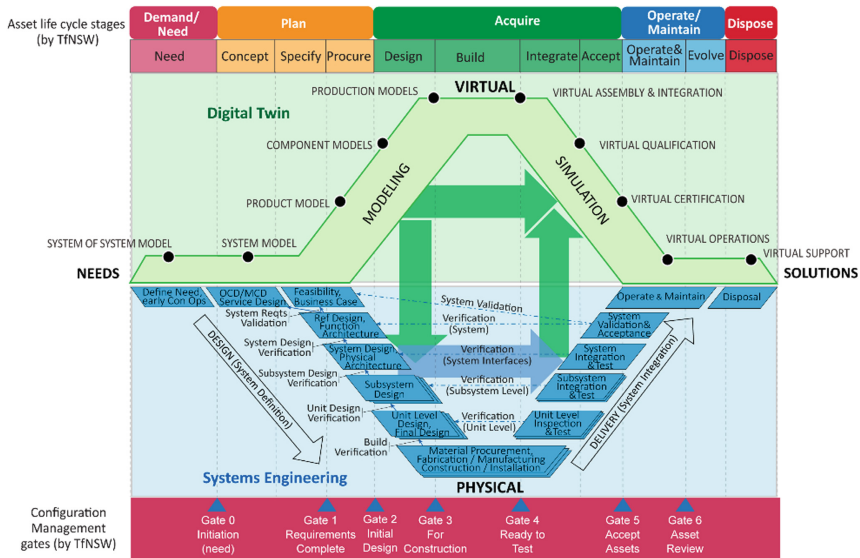 Asset life cycle stages
(by TfNSW)
Demand/
Need
Plan
Acquire
Operate/
Maintain
Dispose
Need
Concept
Specify
Procure
Design
Build
Integrate
Accept
Operate&
Maintain
Evolve
Dispose
PRODUCTION MODELS
VIRTUAL
VIRTUAL ASSEMBLY & INTEGRATION
Digital Twin
COMPONENT MODELS
VIRTUAL QUALIFICATION
MODELING
SIMULATION
PRODUCT MODEL
VIRTUAL CERTIFICATION
SYSTEM OF SYSTEM MODEL
SYSTEM MODEL
VIRTUAL OPERATIONS
VIRTUAL SUPPORT
NEEDS
SOLUTIONS
Define Need,
early Con Ops
OCD/MCD
Service Design
Feasibility,
Business Case
System Validation
Operate & Maintain
Disposal
System Reqts
Validation
Ref Design,
Function
Architecture
Verification
(System)
System
Validation&
Acceptance
System Design
Verification
System Design,
Physical
Architecture
Verification
(System Interfaces)
System
Integration
&Test
Subsystem Design
Verification
Subsystem
Design
Verification
(Subsystem Level)
Subsystem
Integration
&Test
Unit Design
Verification
Unit Level
Design,
Final Design
Verification
(Unit Level)
Unit Level
Inspection
&Test
Build
Verification
Material Procurement,
Fabrication / Manufacturing
Construction / Installation
DESIGN (System Definition)
DELIVERY (System Integration)
Systems Engineering
PHYSICAL
Configuration
Management
gates (by TfNSW)
Gate 0
Initiation
(need)
Gate 1
Requirements
Complete
Gate 2
Initial
Design
Gate 3
For
Construction
Gate 4
Ready to
Test
Gate 5
Accept
Assets
Gate 6
Asset
Review